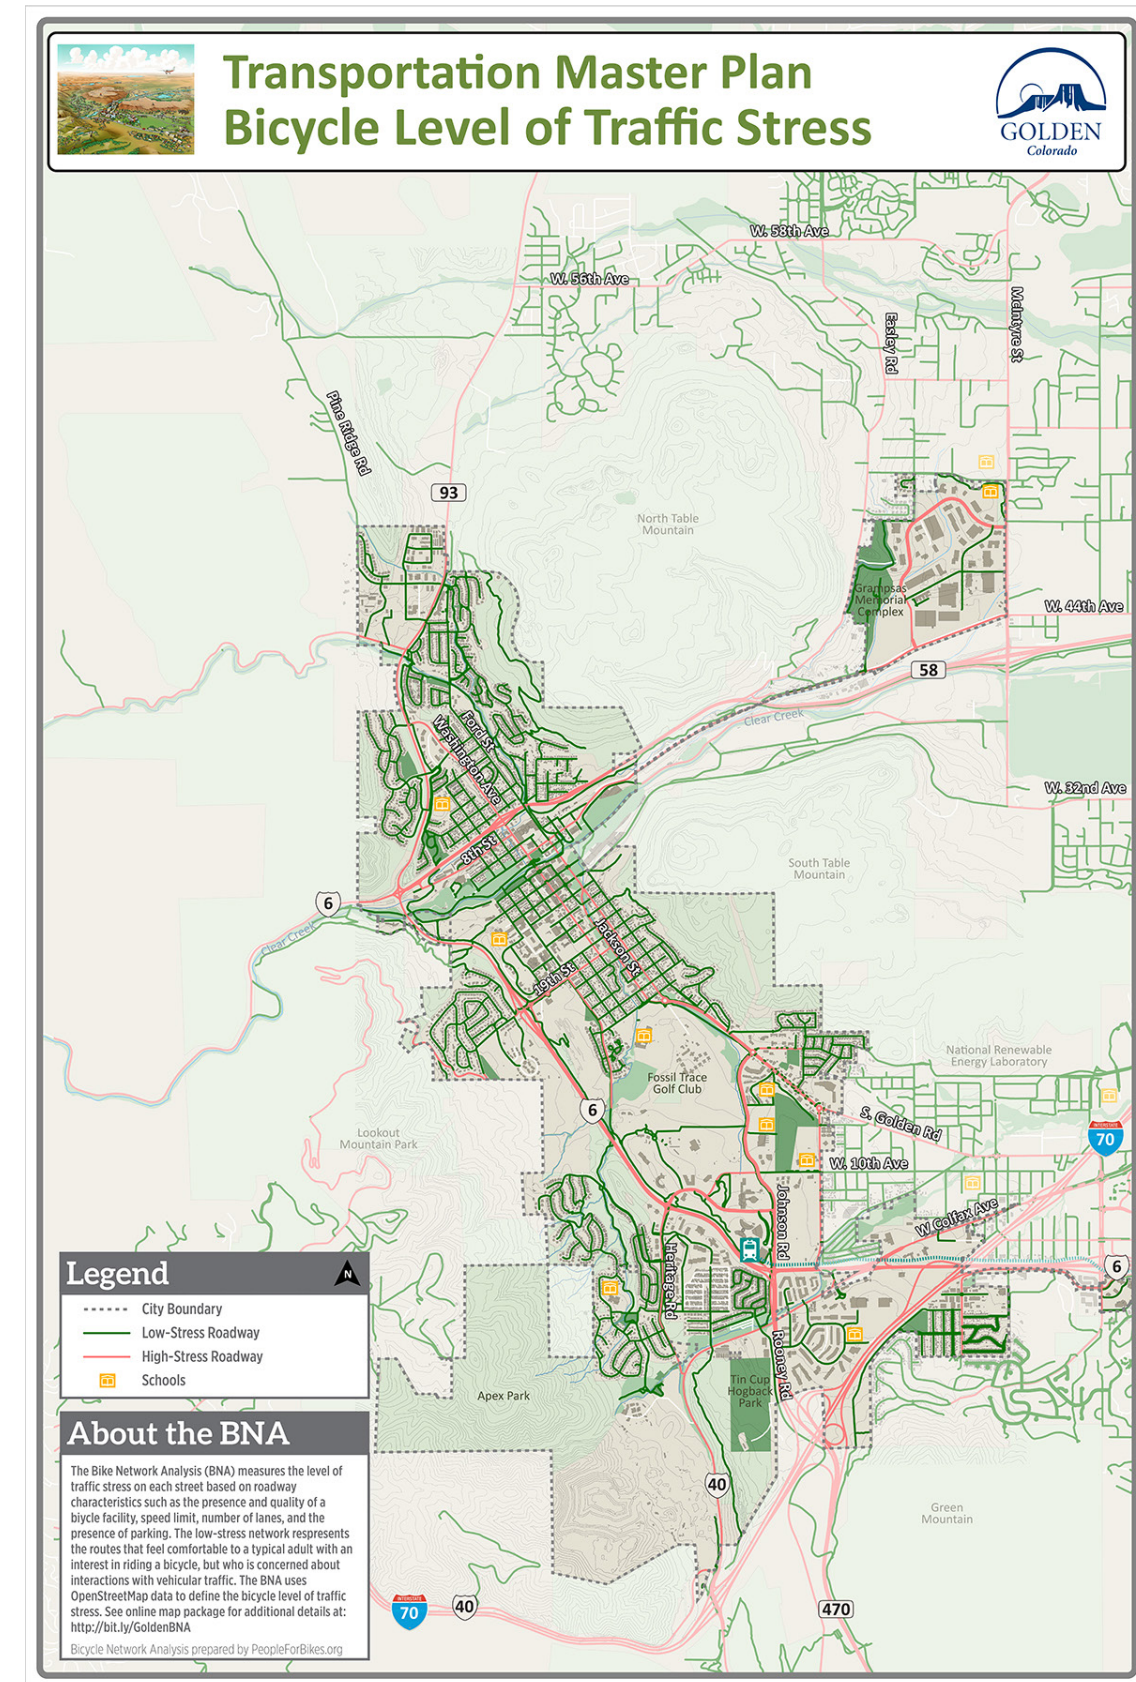 Transportation Master Plan
Bicycle Level of Traffic Stress
GOLDEN
Colorado
W. 58th Ave
W. 56th Ave
Easley Rd
McIntyre St
Pine Ridge Rd
93
North Table
Mountain
Grampsas
Memorial
Complex
W. 44th Ave
58
Clear Creek
Ford St
Washington Ave
W. 32nd Ave
8th St
South Table
Mountain
6
Clear Creek
Jackson St
19th St
National Renewable
Energy Laboratory
Fossil Trace
Golf Club
6
S. Golden Rd
INTERSTATE
70
Lookout
Mountain Park
W. 10th Ave
Johnson Rd
W Colfax Ave
Heritage Rd
6
Rooney Rd
Apex Park
Tin Cup
Hogback
Park
40
Green
Mountain
INTERSTATE
70
40
470
Legend
N
City Boundary
Low-Stress Roadway
High-Stress Roadway
Schools
About the BNA
The Bike Network Analysis (BNA) measures the level of
traffic stress on each street based on roadway
characteristics such as the presence and quality of a
bicycle facility, speed limit, number of lanes, and the
presence of parking. The low-stress network respresents
the routes that feel comfortable to a typical adult with an
interest in riding a bicycle, but who is concerned about
interactions with vehicular traffic. The BNA uses
OpenStreetMap data to define the bicycle level of traffic
stress. See online map package for additional details at:
http://bit.ly/GoldenBNA
Bicycle Network Analysis prepared by PeopleForBikes.org